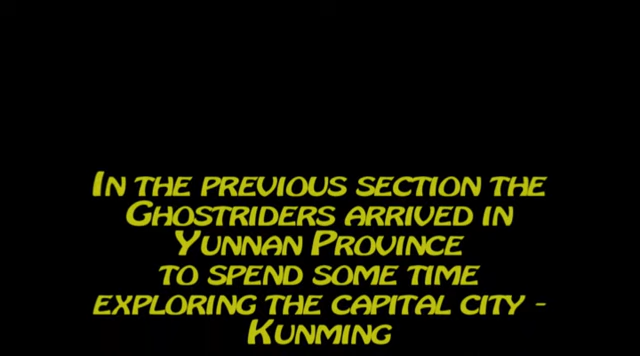 In the previous section the
Ghostriders arrived in
Yunnan Province
to spend some time
exploring the capital city -
Kunming